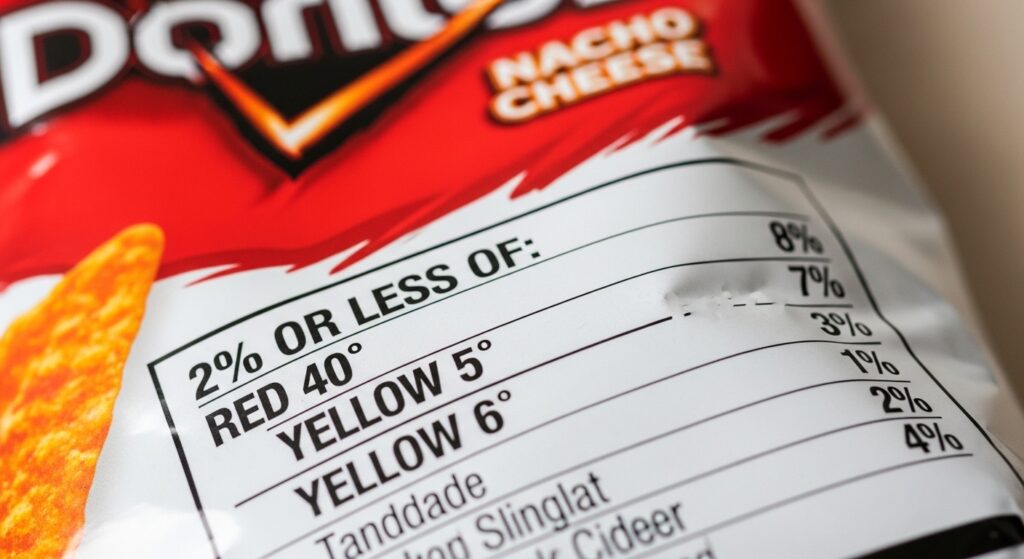 Doritos
NACHO
CHEESE
2% OR LESS OF:
8%
RED 40°
7%
YELLOW 5°
3%
YELLOW 6°
1%
Tanddade
2%
Slinglat
4%
Cideer